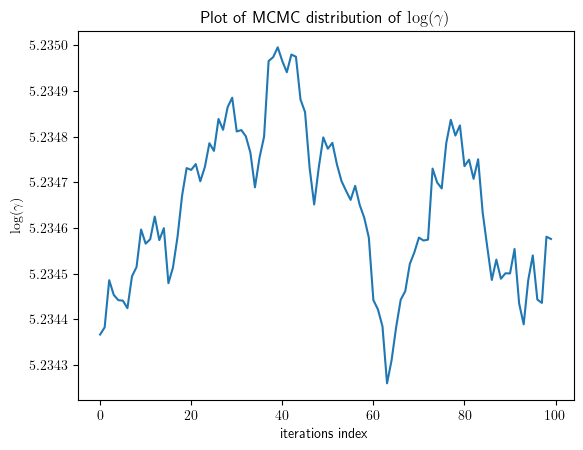 Plot of MCMC distribution of log(γ)
5.2350
5.2349
5.2348
5.2347
5.2346
5.2345
5.2344
5.2343
log(γ)
0 20 40 60 80 100
iterations index